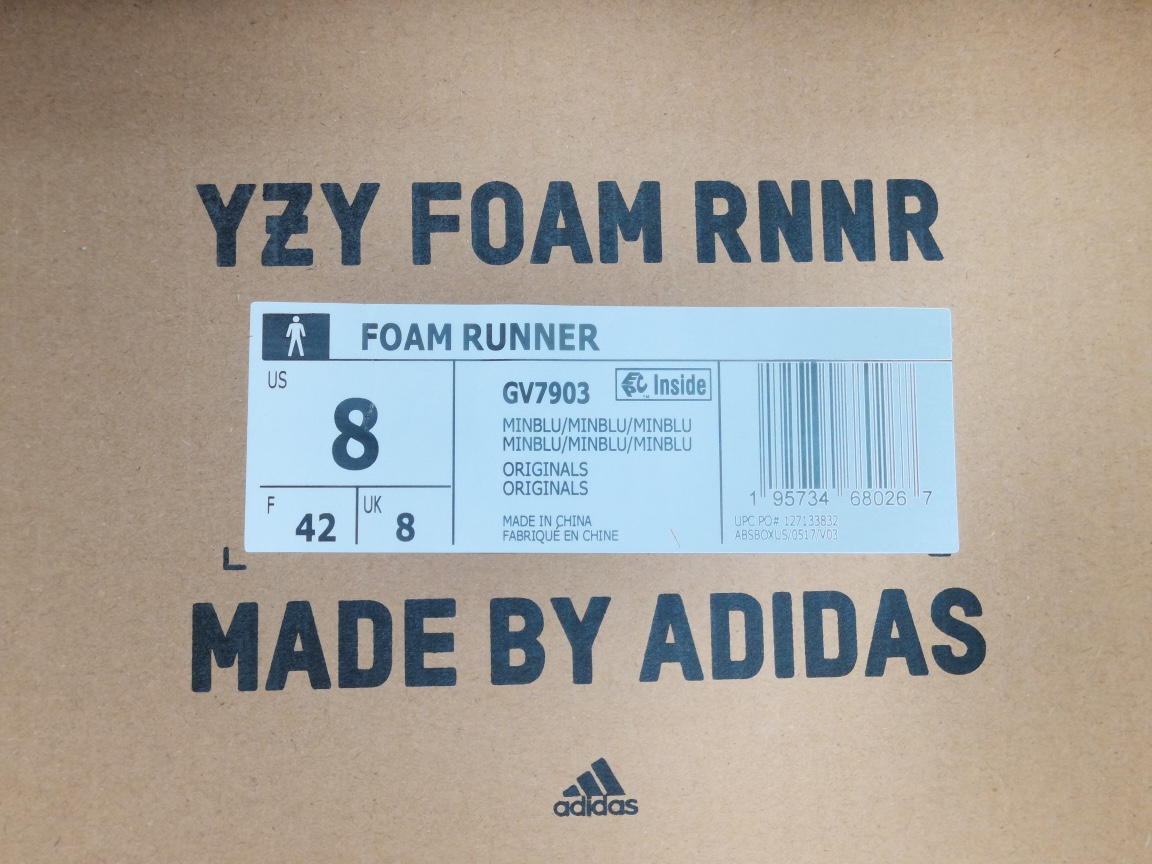 YZY FOAM RNNR
FOAM RUNNER
US
8
F
42
UK
8
GV7903
EPC Inside
™
MINBLU/MINBLU/MINBLU
MINBLU/MINBLU/MINBLU
ORIGINALS
ORIGINALS
MADE IN CHINA
FABRIQUÉ EN CHINE
1 95734 68026 7
UPC PO# 127133832
ABSBOXUS/0517/V03
MADE BY ADIDAS
adidas